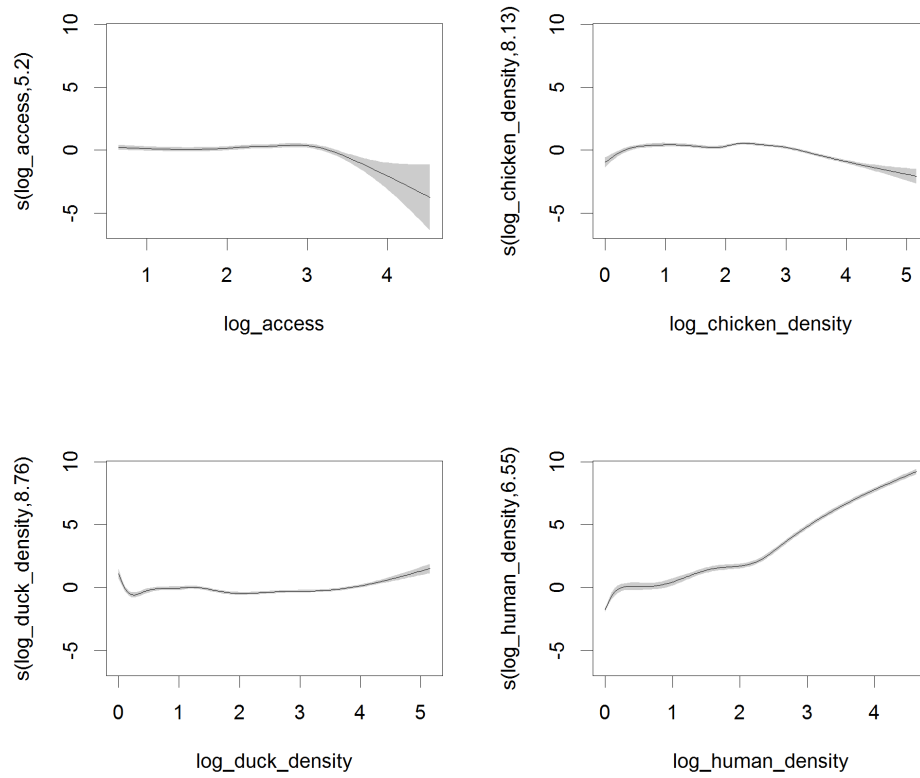 s(log_access,5.2)
10
5
0
-5
1 2 3 4
log_access
s(log_chicken_density,8.13)
10
5
0
-5
0 1 2 3 4 5
log_chicken_density
s(log_duck_density,8.76)
10
5
0
-5
0 1 2 3 4 5
log_duck_density
s(log_human_density,6.55)
10
5
0
-5
0 1 2 3 4
log_human_density